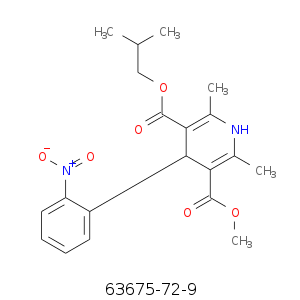 H₃C CH₃
O CH₃
O NH
O⁻ N⁺ O
CH₃
O O
CH₃
63675-72-9